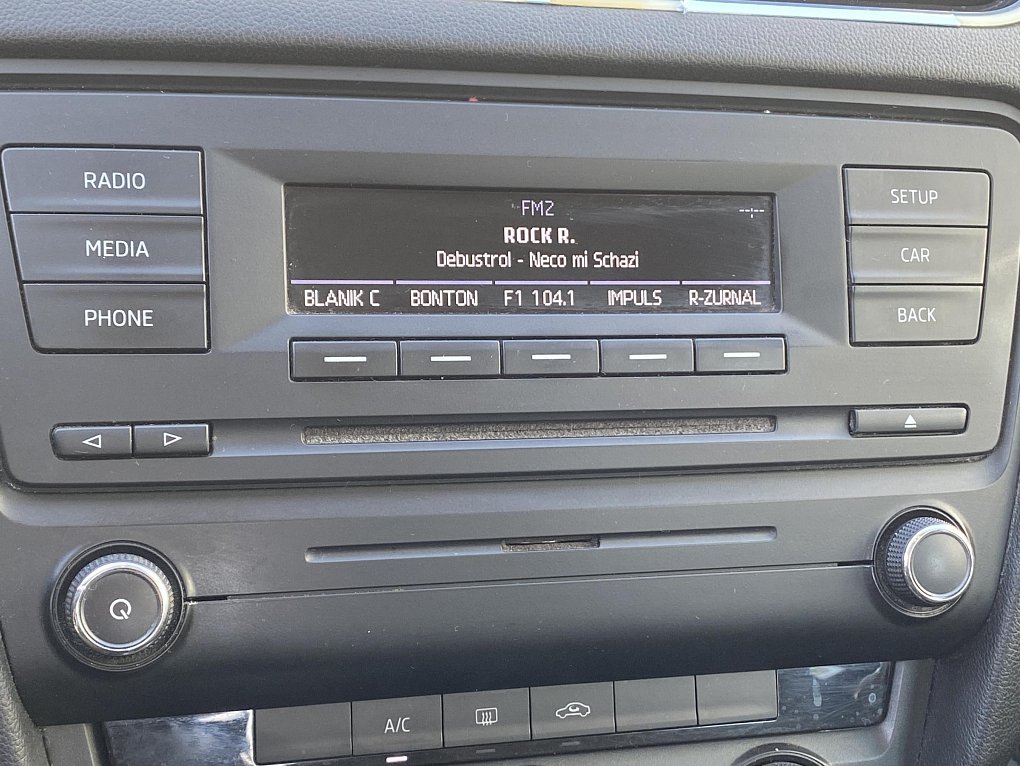 RADIO
MEDIA
PHONE
FM2
--:--
ROCK R.
Debustrol - Neco mi Schazi
BLANIK C BONTON F1 104.1 IMPULS R-ZURNAL
SETUP
CAR
BACK
A/C